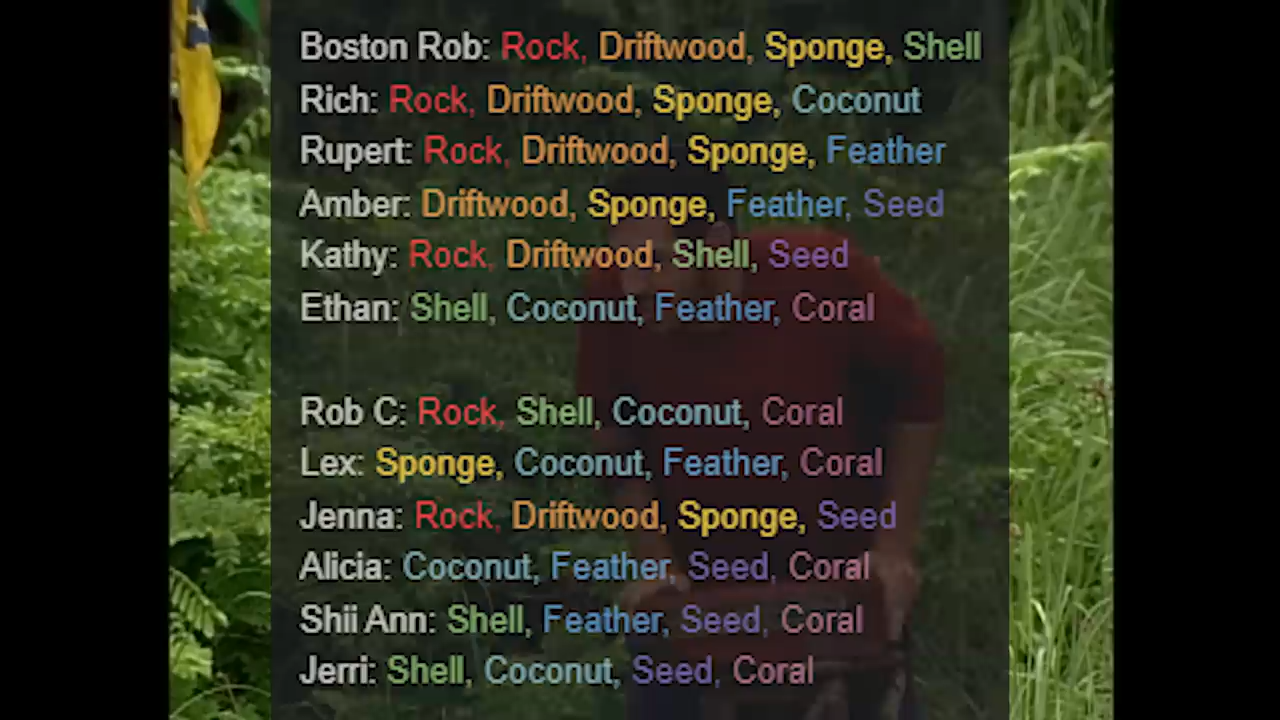 Boston Rob: Rock, Driftwood, Sponge, Shell
Rich: Rock, Driftwood, Sponge, Coconut
Rupert: Rock, Driftwood, Sponge, Feather
Amber: Driftwood, Sponge, Feather, Seed
Kathy: Rock, Driftwood, Shell, Seed
Ethan: Shell, Coconut, Feather, Coral
Rob C: Rock, Shell, Coconut, Coral
Lex: Sponge, Coconut, Feather, Coral
Jenna: Rock, Driftwood, Sponge, Seed
Alicia: Coconut, Feather, Seed, Coral
Shii Ann: Shell, Feather, Seed, Coral
Jerri: Shell, Coconut, Seed, Coral